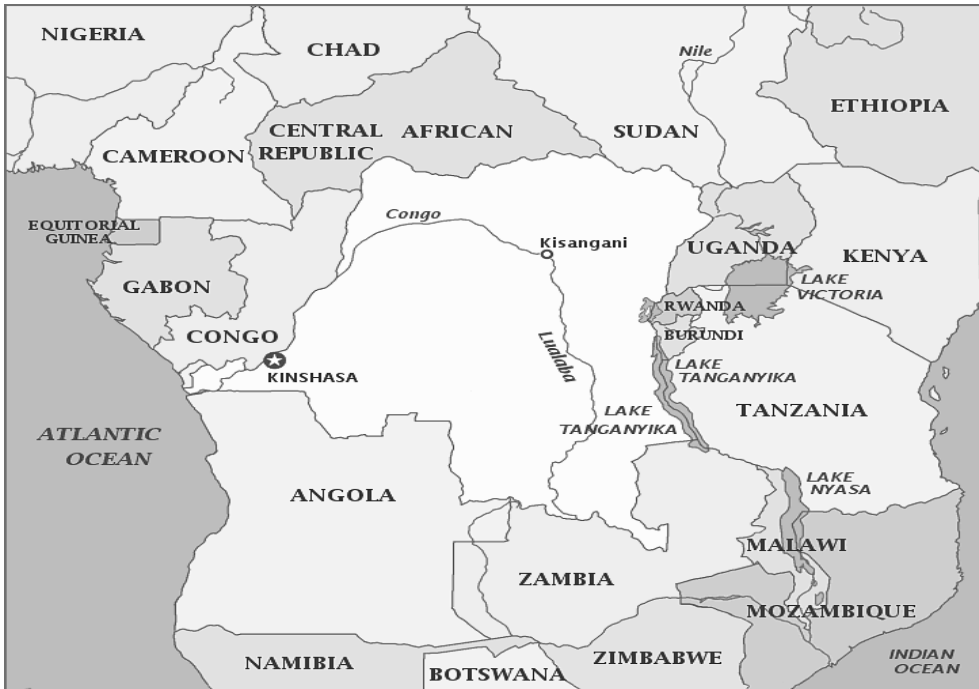 NIGERIA
CHAD
Nile
ETHIOPIA
CENTRAL AFRICAN
REPUBLIC
SUDAN
CAMEROON
Congo
EQUITORIAL
GUINEA
Kisangani
UGANDA
KENYA
GABON
LAKE
VICTORIA
RWANDA
CONGO
BURUNDI
Lualaba
KINSHASA
LAKE
TANGANYIKA
LAKE
TANGANYIKA
TANZANIA
ATLANTIC
OCEAN
ANGOLA
LAKE
NYASA
MALAWI
ZAMBIA
MOZAMBIQUE
NAMIBIA
BOTSWANA
ZIMBABWE
INDIAN
OCEAN